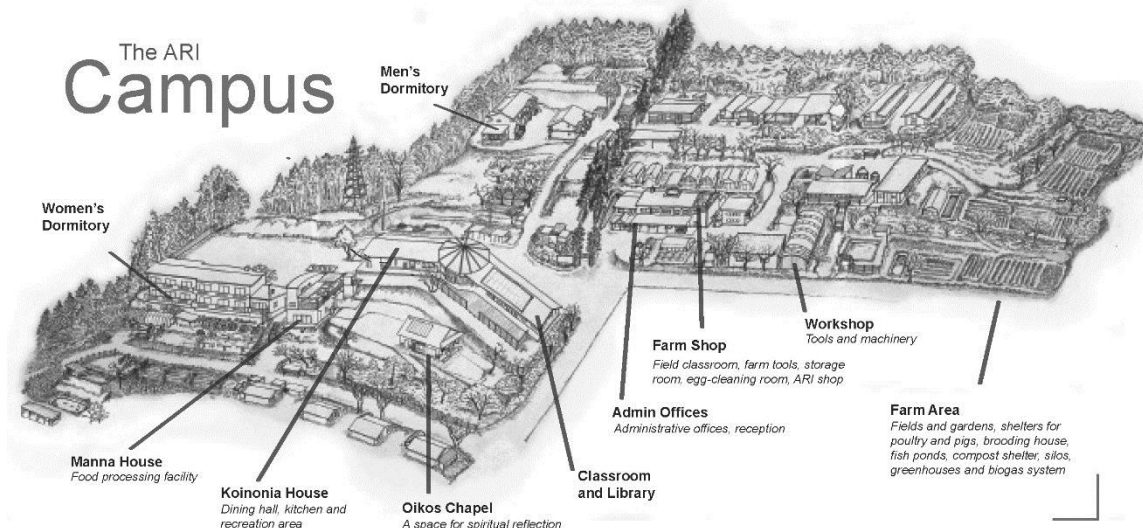 The ARI
Campus
Men's
Dormitory
Women's
Dormitory
Workshop
Tools and machinery
Farm Shop
Field classroom, farm tools, storage
room, egg-cleaning room, ARI shop
Admin Offices
Administrative offices, reception
Farm Area
Fields and gardens, shelters for
poultry and pigs, brooding house,
fish ponds, compost shelter, silos,
greenhouses and biogas system
Manna House
Food processing facility
Koinonia House
Dining hall, kitchen and
recreation area
Oikos Chapel
A space for spiritual reflection
Classroom
and Library